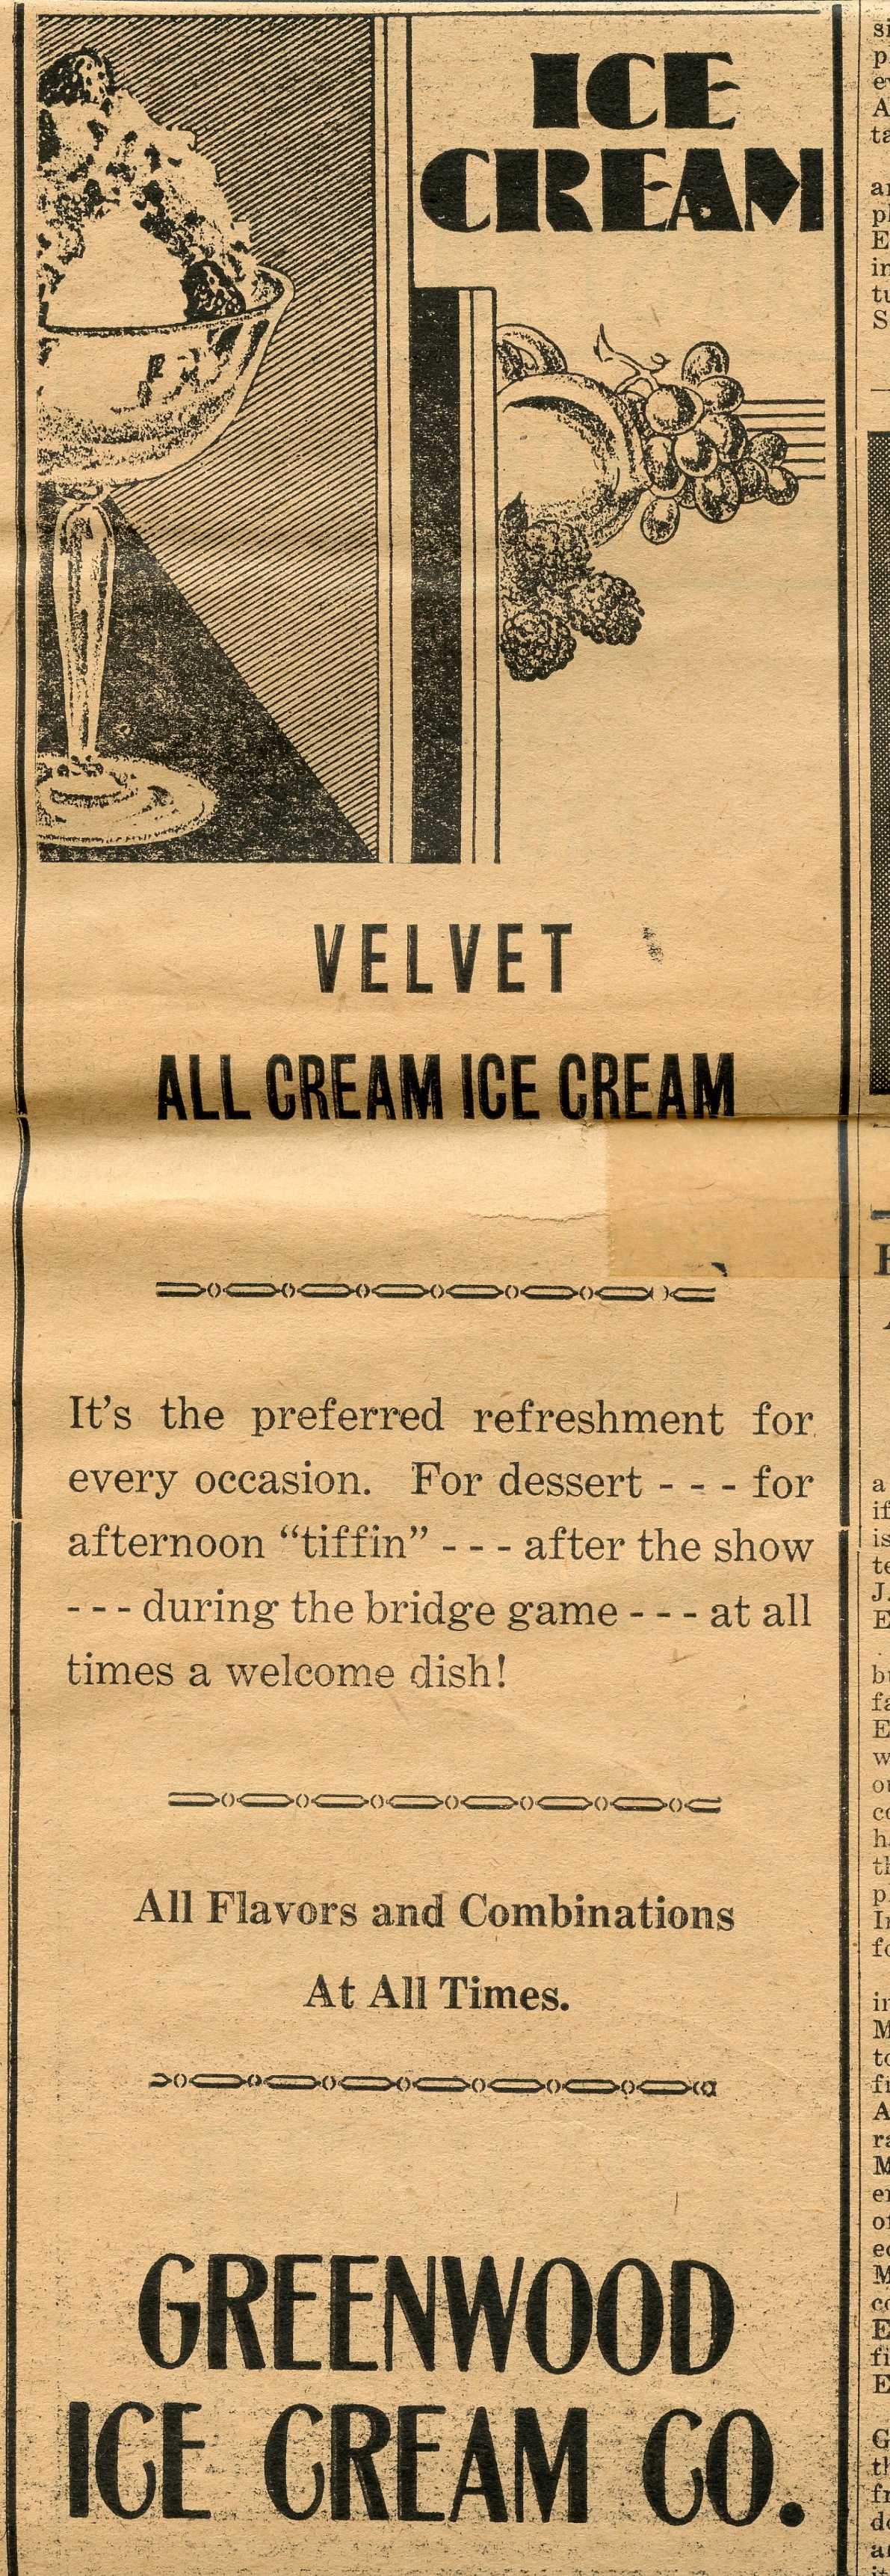 ICE
CREAM
VELVET
ALL CREAM ICE CREAM
It's the preferred refreshment for
every occasion. For dessert - - - for
afternoon “tiffin” - - - after the show
- - - during the bridge game - - - at all
times a welcome dish!
All Flavors and Combinations
At All Times.
GREENWOOD
ICE CREAM CO.